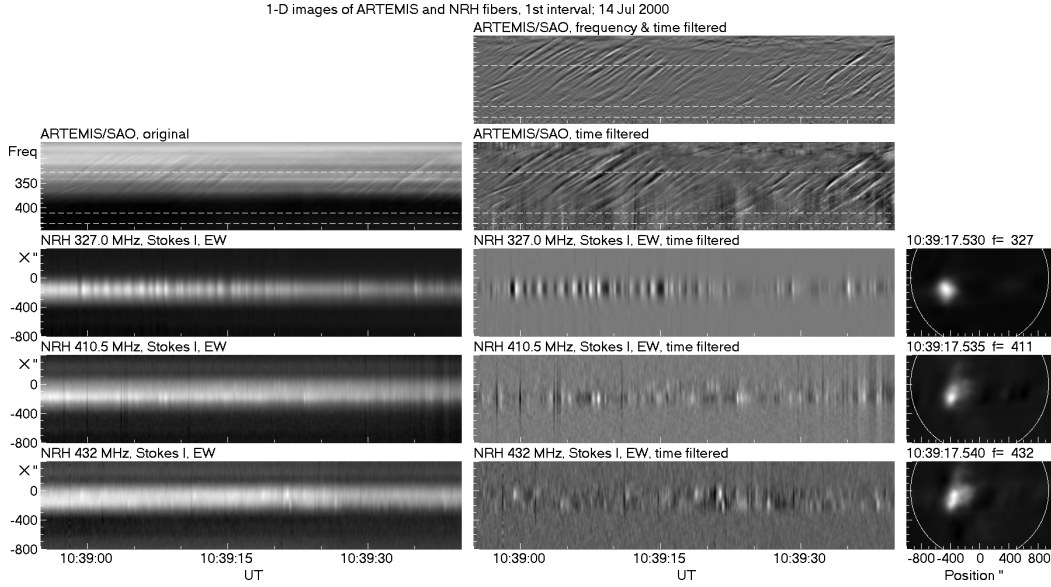 1-D images of ARTEMIS and NRH fibers, 1st interval; 14 Jul 2000
ARTEMIS/SAO, frequency & time filtered
ARTEMIS/SAO, original
ARTEMIS/SAO, time filtered
Freq
350
400
NRH 327.0 MHz, Stokes I, EW
NRH 327.0 MHz, Stokes I, EW, time filtered
10:39:17.530 f= 327
X "
0
-400
-800
NRH 410.5 MHz, Stokes I, EW
NRH 410.5 MHz, Stokes I, EW, time filtered
10:39:17.535 f= 411
X "
0
-400
-800
NRH 432 MHz, Stokes I, EW
NRH 432 MHz, Stokes I, EW, time filtered
10:39:17.540 f= 432
X "
0
-400
-800
10:39:00 10:39:15 10:39:30
10:39:00 10:39:15 10:39:30
-800 -400 0 400 800
UT
UT
Position "